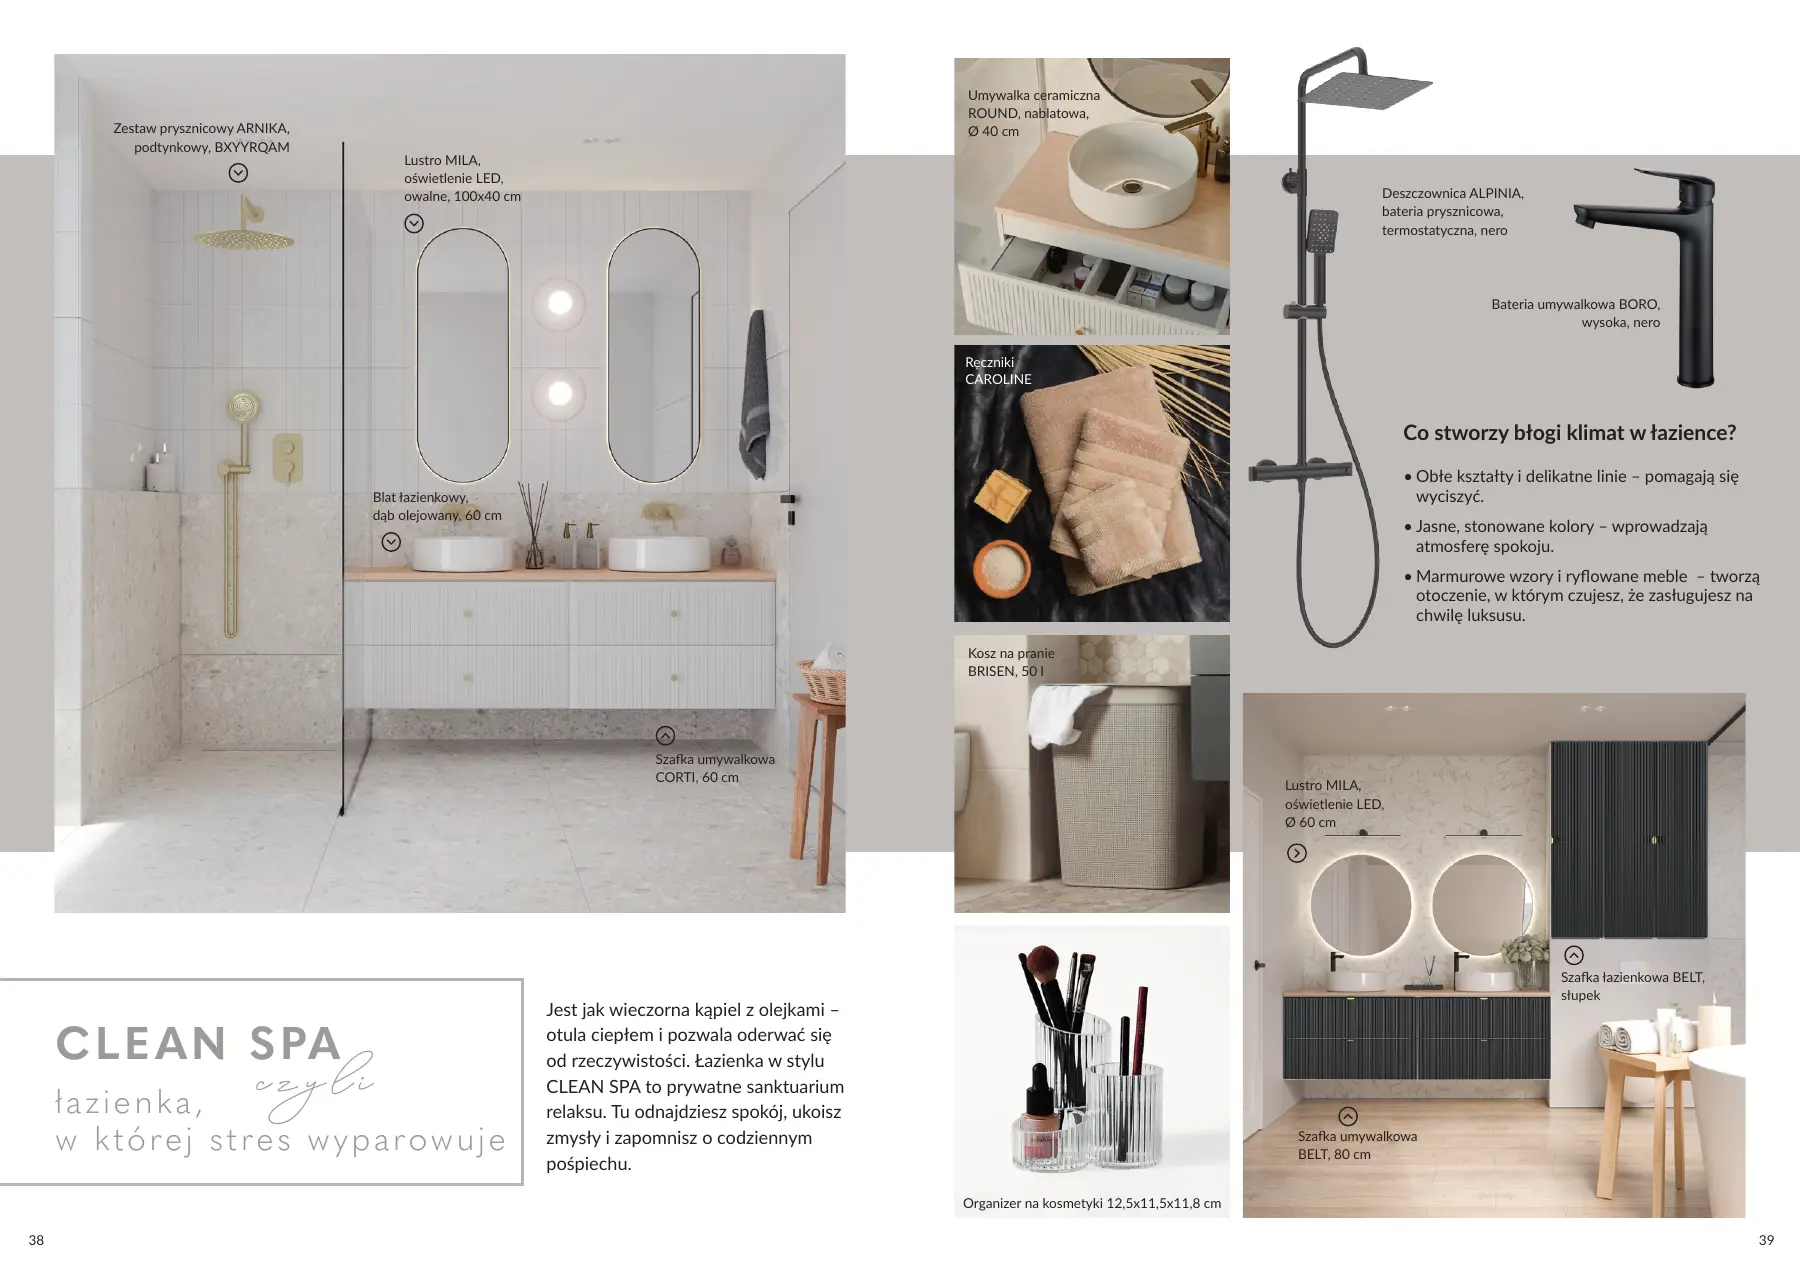 Zestaw prysznicowy ARNIKA,
podtynkowy, BXYYRQAM
Lustro MILA,
oświetlenie LED,
owalne, 100x40 cm
Blat łazienkowy,
dąb olejowany, 60 cm
Szafka umywalkowa
CORTI, 60 cm
CLEAN SPA
czyli
łazienka,
w której stres wyparowuje
Jest jak wieczorna kąpiel z olejkami –
otula ciepłem i pozwala oderwać się
od rzeczywistości. Łazienka w stylu
CLEAN SPA to prywatne sanktuarium
relaksu. Tu odnajdziesz spokój, ukoisz
zmysły i zapomnisz o codziennym
pośpiechu.
38
Umywalka ceramiczna
ROUND, nablatowa,
Ø 40 cm
Ręczniki
CAROLINE
Kosz na pranie
BRISEN, 50 l
Organizer na kosmetyki 12,5x11,5x11,8 cm
Deszczownica ALPINIA,
bateria prysznicowa,
termostatyczna, nero
Bateria umywalkowa BORO,
wysoka, nero
Co stworzy błogi klimat w łazience?
• Obłe kształty i delikatne linie – pomagają się
wyciszyć.
• Jasne, stonowane kolory – wprowadzają
atmosferę spokoju.
• Marmurowe wzory i ryflowane meble – tworzą
otoczenie, w którym czujesz, że zasługujesz na
chwilę luksusu.
Lustro MILA,
oświetlenie LED,
Ø 60 cm
Szafka łazienkowa BELT,
słupek
Szafka umywalkowa
BELT, 80 cm
39